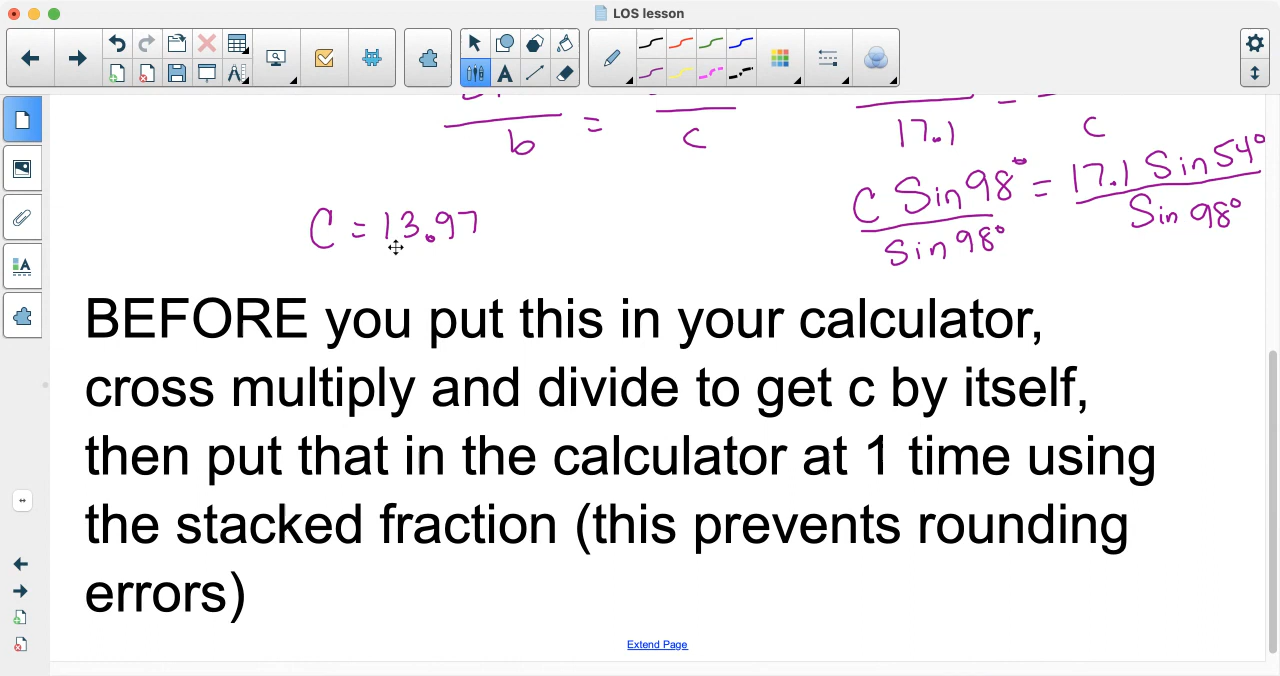 LOS lesson
b = c
17.1 = c
C Sin 98° = 17.1 Sin 54°
Sin 98° Sin 98°
C = 13.97
BEFORE you put this in your calculator,
cross multiply and divide to get c by itself,
then put that in the calculator at 1 time using
the stacked fraction (this prevents rounding
errors)
Extend Page